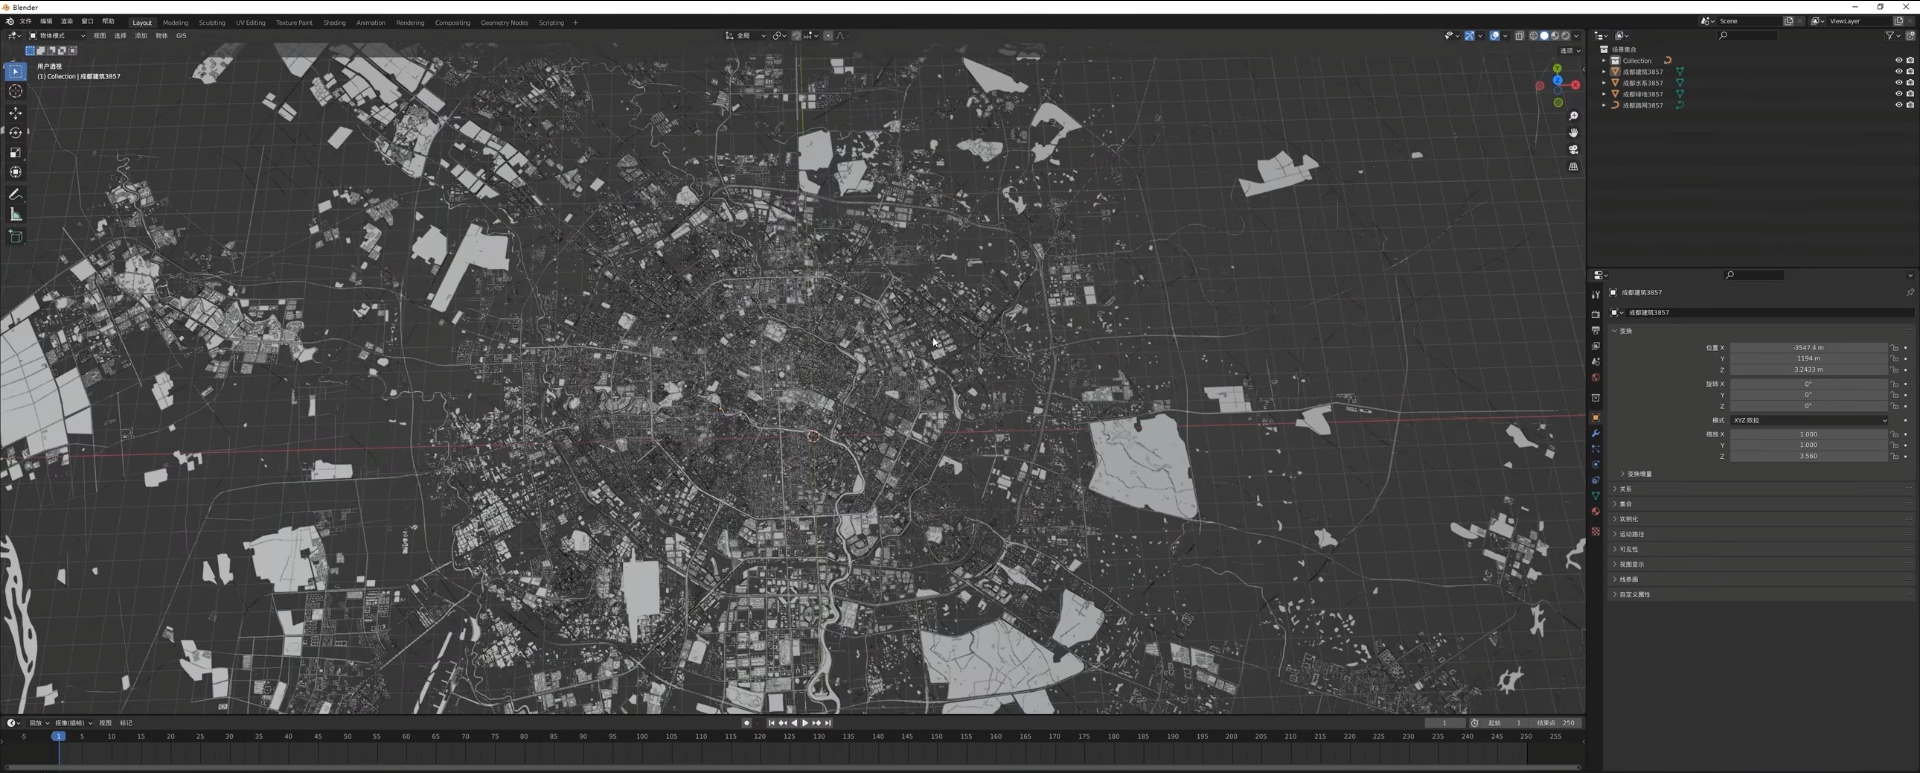 Blender
文件 编辑 渲染 窗口 帮助 Layout Modeling Sculpting UV Editing Texture Paint Shading Animation Rendering Compositing Geometry Nodes Scripting + Scene ViewLayer
物体模式 视图 选择 添加 物体 GIS 全局
选项
用户透视
(1) Collection | 成都建筑3857
场景集合
Collection
成都建筑3857
成都水系3857
成都绿地3857
成都路网3857
成都建筑3857
成都建筑3857
变换
位置 X -3547.4 m
Y 1194 m
Z 3.2433 m
旋转 X 0°
Y 0°
Z 0°
模式 XYZ 欧拉
缩放 X 1.000
Y 1.000
Z 3.560
变换增量
关系
集合
实例化
运动路径
可见性
视图显示
线条画
自定义属性
回放 抠像(插帧) 视图 标记 1 起始 1 结束点 250
-5 1 5 10 15 20 25 30 35 40 45 50 55 60 65 70 75 80 85 90 95 100 105 110 115 120 125 130 135 140 145 150 155 160 165 170 175 180 185 190 195 200 205 210 215 220 225 230 235 240 245 250 255